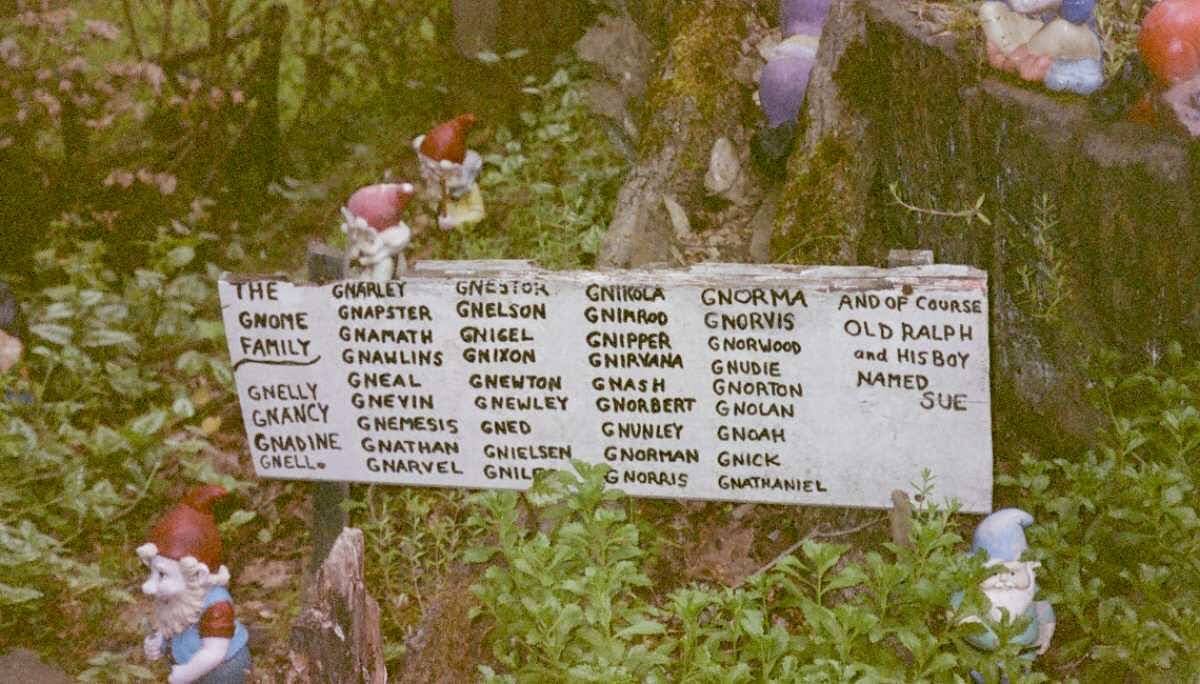 THE
GNOME
FAMILY
GNELLY
GNANCY
GNADINE
GNELL.
GNARLEY
GNAPSTER
GNAMATH
GNAWLINS
GNEAL
GNEVIN
GNEMESIS
GNATHAN
GNARVEL
GNESTOR
GNELSON
GNIGEL
GNIXON
GNEWTON
GNEWLEY
GNED
GNIELSEN
GNIKOLA
GNIMROD
GNIPPER
GNIRVANA
GNASH
GNORBERT
GNUNLEY
GNORMAN
GNORRIS
GNORMA
GNORVIS
GNORWOOD
GNUDIE
GNORTON
GNOLAN
GNOAH
GNICK
GNATHANIEL
AND OF COURSE
OLD RALPH
and HIS BOY
NAMED
SUE